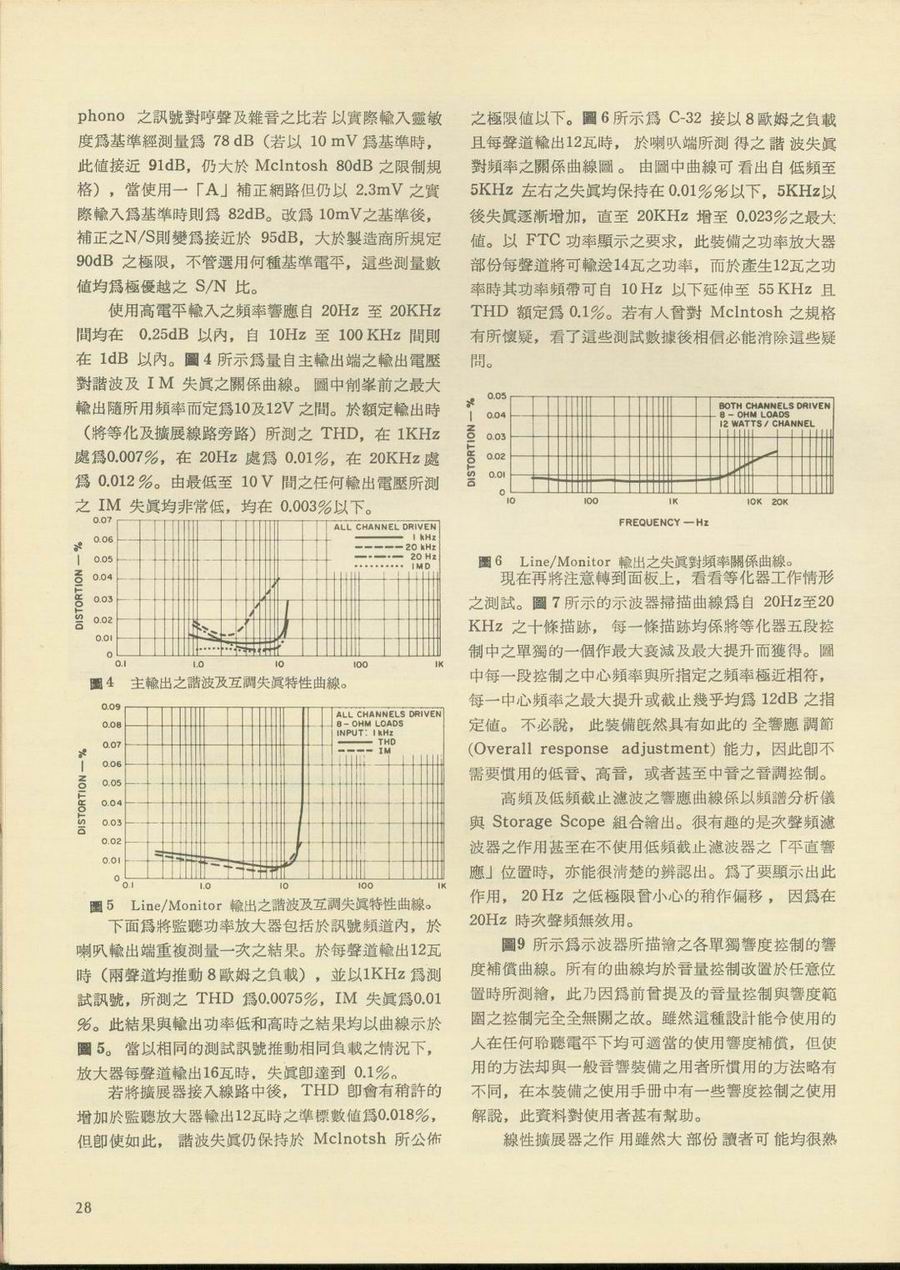 phono 之訊號對哼聲及雜音之比若以實際輸入靈敏
度爲基準經測量爲 78 dB（若以 10 mV 爲基準時，
此値接近 91dB，仍大於 McIntosh 80dB 之限制規
格），當使用一「A」補正網路但仍以 2.3mV 之實
際輸入爲基準時則爲 82dB。改爲 10mV之基準後，
補正之N/S則變爲接近於 95dB，大於製造商所規定
90dB 之極限，不管選用何種基準電平，這些測量數
値均爲極優越之 S/N 比。
使用高電平輸入之頻率響應自 20Hz 至 20KHz
間均在 0.25dB 以內，自 10Hz 至 100 KHz 間則
在 1dB 以內。圖 4 所示爲量自主輸出端之輸出電壓
對諧波及 I M 失眞之關係曲線。 圖中削峯前之最大
輸出隨所用頻率而定爲10及12V 之間。於額定輸出時
（將等化及擴展線路旁路）所測之 THD，在 1KHz
處爲0.007%，在 20Hz 處爲 0.01%，在 20KHz 處
爲 0.012 %。由最低至 10 V 間之任何輸出電壓所測
之 IM 失眞均非常低，均在 0.003%以下。
DISTORTION — %
0.07
0.06
0.05
0.04
0.03
0.02
0.01
0
ALL CHANNEL DRIVEN
1 kHz
20 kHz
20 Hz
IMD
0.1 1.0 10 100 1K
圖 4 主輸出之諧波及互調失眞特性曲線。
DISTORTION — %
0.09
0.08
0.07
0.06
0.05
0.04
0.03
0.02
0.01
0
ALL CHANNELS DRIVEN
8 - OHM LOADS
INPUT: 1 kHz
THD
IM
0.1 1.0 10 100 1K
圖 5 Line/Monitor 輸出之諧波及互調失眞特性曲線。
下面爲將監聽功率放大器包括於訊號頻道內，於
喇叭輸出端重複測量一次之結果。於每聲道輸出12瓦
時（兩聲道均推動 8 歐姆之負載），並以1KHz 爲測
試訊號，所測之 THD 爲0.0075%，IM 失眞爲0.01
%。此結果與輸出功率低和高時之結果均以曲線示於
圖 5。 當以相同的測試訊號推動相同負載之情況下，
放大器每聲道輸出16瓦時，失眞卽達到 0.1%。
若將擴展器接入線路中後， THD 卽會有稍許的
增加於監聽放大器輸出12瓦時之準標數値爲0.018%，
但卽使如此， 諧波失眞仍保持於 Mclnotsh 所公佈
之極限値以下。圖 6 所示爲 C-32 接以 8 歐姆之負載
且每聲道輸出12瓦時， 於喇叭端所測 得之 諧 波失眞
對頻率之關係曲線圖 。 由圖中曲線可 看出自 低頻至
5KHz 左右之失眞均保持在 0.01%%以下，5KHz以
後失眞逐漸增加，直至 20KHz 增至 0.023%之最大
値。以 FTC 功率顯示之要求，此裝備之功率放大器
部份每聲道將可輸送14瓦之功率，而於產生12瓦之功
率時其功率頻帶可自 10 Hz 以下延伸至 55 KHz 且
THD 額定爲 0.1%。若有人曾對 McIntosh 之規格
有所懷疑，看了這些測試數據後相信必能消除這些疑
問。
DISTORTION — %
0.05
0.04
0.03
0.02
0.01
0
BOTH CHANNELS DRIVEN
8 - OHM LOADS
12 WATTS / CHANNEL
10 100 1K 10K 20K
FREQUENCY — Hz
圖 6 Line/Monitor 輸出之失眞對頻率關係曲線。
現在再將注意轉到面板上，看看等化器工作情形
之測試。圖 7 所示的示波器掃描曲線爲自 20Hz至20
KHz 之十條描跡， 每一條描跡均係將等化器五段控
制中之單獨的一個作最大衰減及最大提升而獲得。圖
中每一段控制之中心頻率與所指定之頻率極近相符，
每一中心頻率之最大提升或截止幾乎均爲 12dB 之指
定値。 不必說， 此裝備旣然具有如此的 全響應 調節
(Overall response adjustment) 能力，因此卽不
需要慣用的低音、高音，或者甚至中音之音調控制。
高頻及低頻截止濾波之響應曲線係以頻譜分析儀
與 Storage Scope 組合繪出。很有趣的是次聲頻濾
波器之作用甚至在不使用低頻截止濾波器之「平直響
應」位置時，亦能很淸楚的辨認出。爲了要顯示出此
作用， 20 Hz 之低極限曾小心的稍作偏移 ， 因爲在
20Hz 時次聲頻無效用。
圖9 所示爲示波器所描繪之各單獨響度控制的響
度補償曲線。所有的曲線均於音量控制改置於任意位
置時所測繪，此乃因爲前曾提及的音量控制與響度範
圍之控制完全全無關之故。雖然這種設計能令使用的
人在任何聆聽電平下均可適當的使用響度補償，但使
用的方法却與一般音響裝備之用者所慣用的方法略有
不同，在本裝備之使用手冊中有一些響度控制之使用
解說，此資料對使用者甚有幫助。
線性擴展器之作 用雖然大 部份 讀者可 能均很熟
28